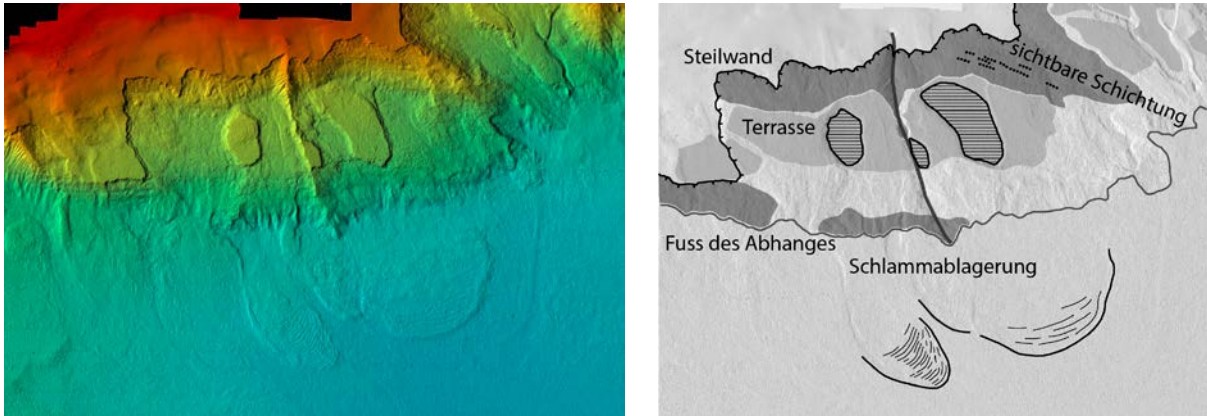 Steilwand
sichtbare Schichtung
Terrasse
Fuss des Abhanges
Schlammablagerung